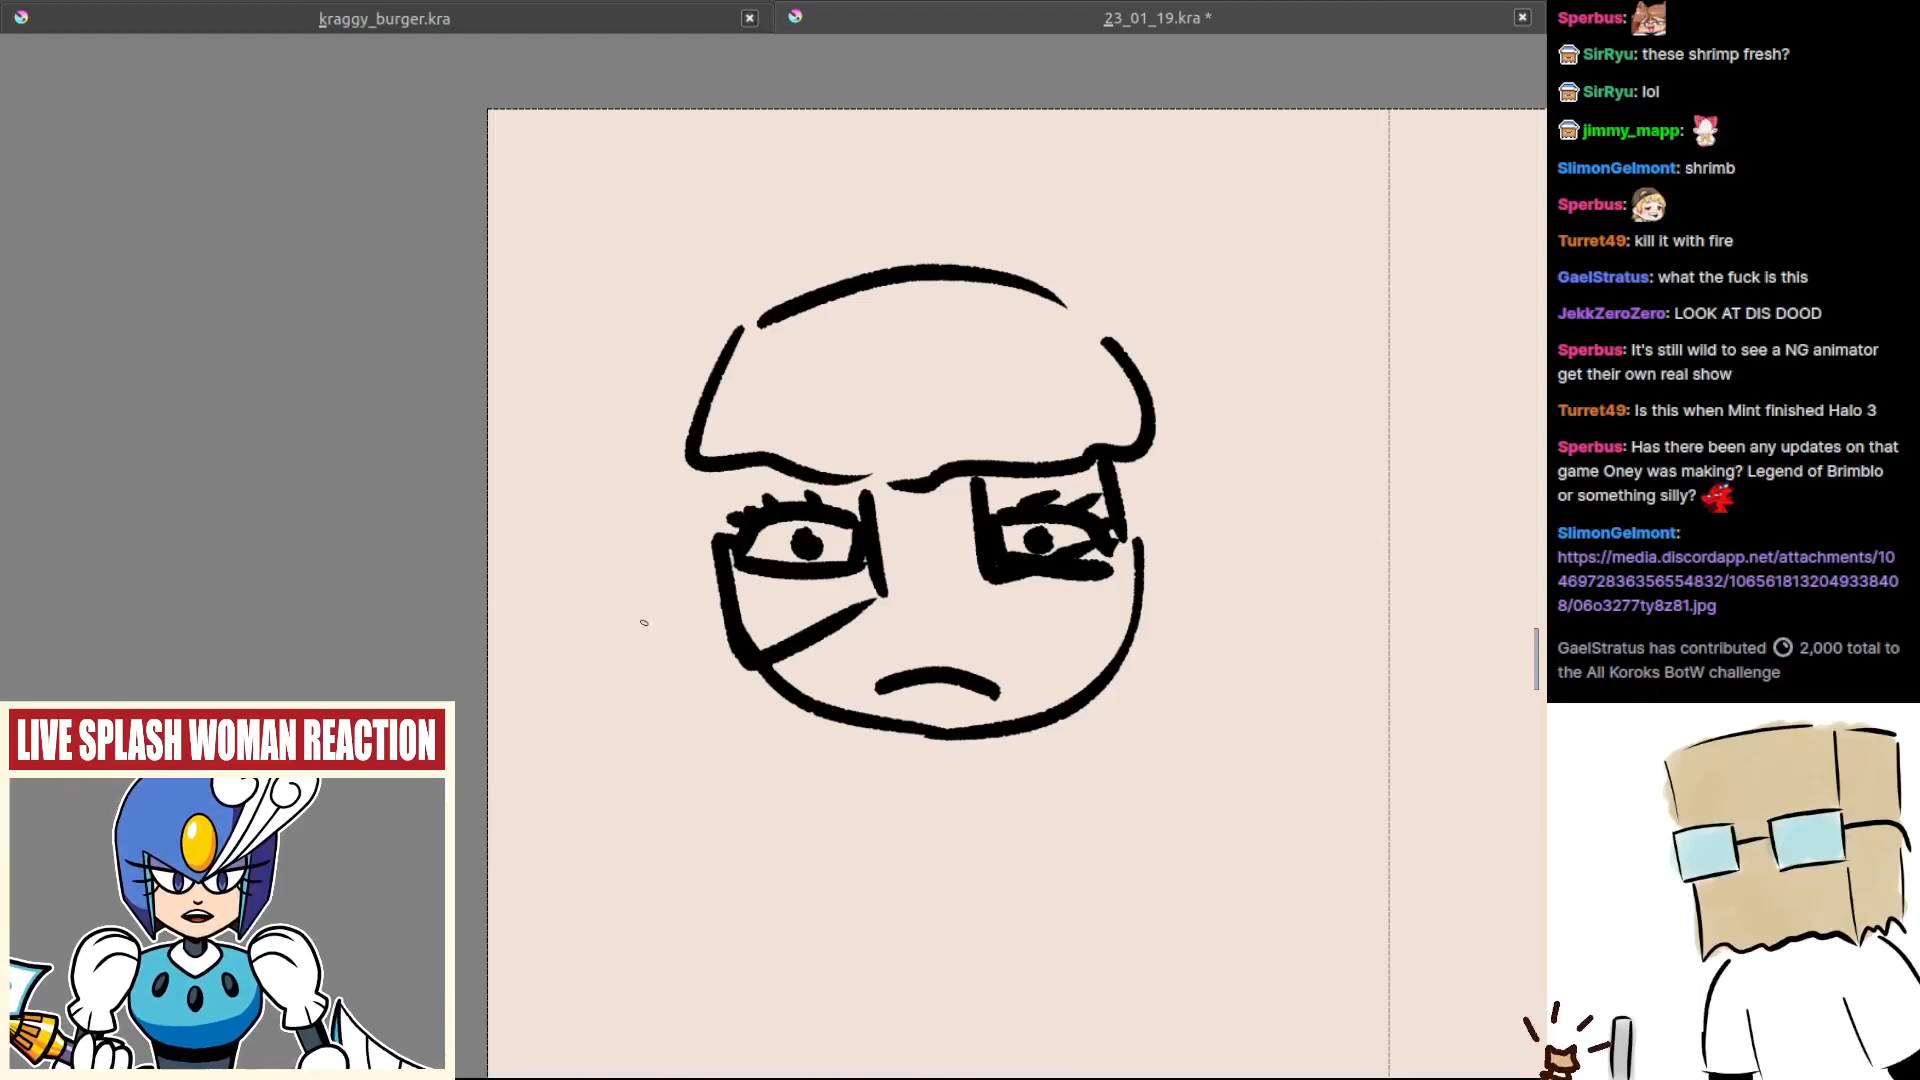 kraggy_burger.kra
23_01_19.kra *
Sperbus:
SirRyu: these shrimp fresh?
SirRyu: lol
jimmy_mapp:
SlimonGelmont: shrimb
Sperbus:
Turret49: kill it with fire
GaelStratus: what the fuck is this
JekkZeroZero: LOOK AT DIS DOOD
Sperbus: It's still wild to see a NG animator
get their own real show
Turret49: Is this when Mint finished Halo 3
Sperbus: Has there been any updates on that
game Oney was making? Legend of Brimblo
or something silly?
SlimonGelmont:
https://media.discordapp.net/attachments/10
46972836356554832/106561813204933840
8/06o3277ty8z81.jpg
GaelStratus has contributed 2,000 total to
the All Koroks BotW challenge
LIVE SPLASH WOMAN REACTION